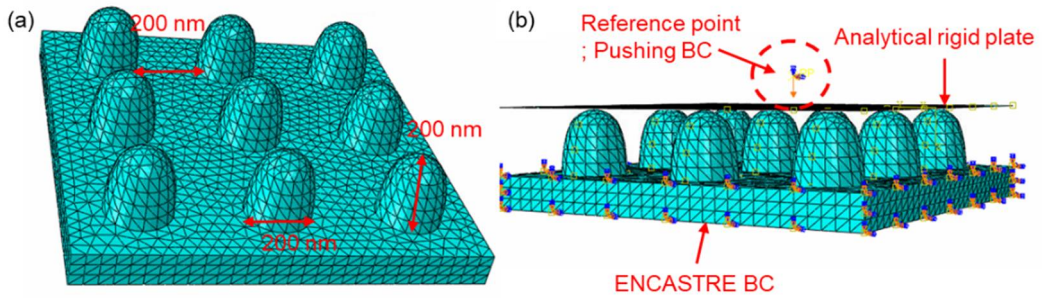 (a)
200 nm
200 nm
200 nm
(b)
Reference point
; Pushing BC
Analytical rigid plate
ENCASTRE BC